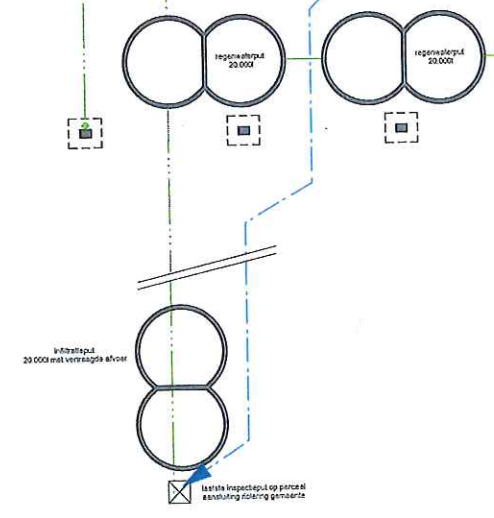 regenwaterput
20.000l
regenwaterput
20.000l
infiltratieput
20.000l met vertraagde afvoer
laatste inspectieput op perceel
aansluiting riolering gemeente